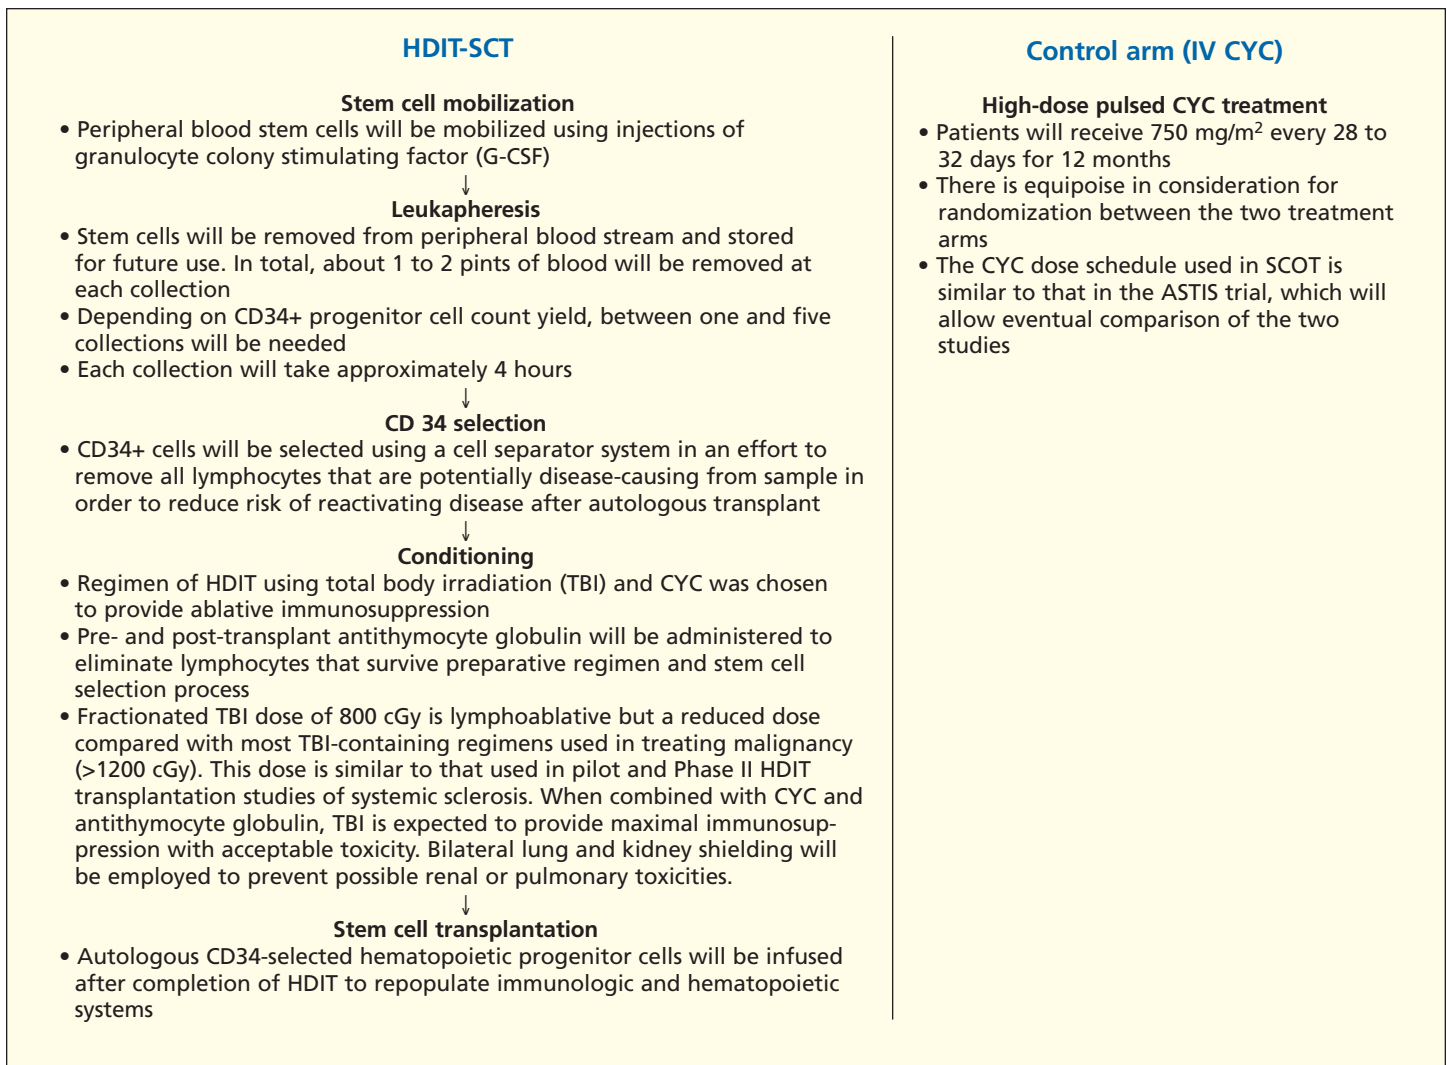 HDIT-SCT
Stem cell mobilization
• Peripheral blood stem cells will be mobilized using injections of
granulocyte colony stimulating factor (G-CSF)
↓
Leukapheresis
• Stem cells will be removed from peripheral blood stream and stored
for future use. In total, about 1 to 2 pints of blood will be removed at
each collection
• Depending on CD34+ progenitor cell count yield, between one and five
collections will be needed
• Each collection will take approximately 4 hours
↓
CD 34 selection
• CD34+ cells will be selected using a cell separator system in an effort to
remove all lymphocytes that are potentially disease-causing from sample in
order to reduce risk of reactivating disease after autologous transplant
↓
Conditioning
• Regimen of HDIT using total body irradiation (TBI) and CYC was chosen
to provide ablative immunosuppression
• Pre- and post-transplant antithymocyte globulin will be administered to
eliminate lymphocytes that survive preparative regimen and stem cell
selection process
• Fractionated TBI dose of 800 cGy is lymphoablative but a reduced dose
compared with most TBI-containing regimens used in treating malignancy
(>1200 cGy). This dose is similar to that used in pilot and Phase II HDIT
transplantation studies of systemic sclerosis. When combined with CYC and
antithymocyte globulin, TBI is expected to provide maximal immunosup-
pression with acceptable toxicity. Bilateral lung and kidney shielding will
be employed to prevent possible renal or pulmonary toxicities.
↓
Stem cell transplantation
• Autologous CD34-selected hematopoietic progenitor cells will be infused
after completion of HDIT to repopulate immunologic and hematopoietic
systems
Control arm (IV CYC)
High-dose pulsed CYC treatment
• Patients will receive 750 mg/m² every 28 to
32 days for 12 months
• There is equipoise in consideration for
randomization between the two treatment
arms
• The CYC dose schedule used in SCOT is
similar to that in the ASTIS trial, which will
allow eventual comparison of the two
studies